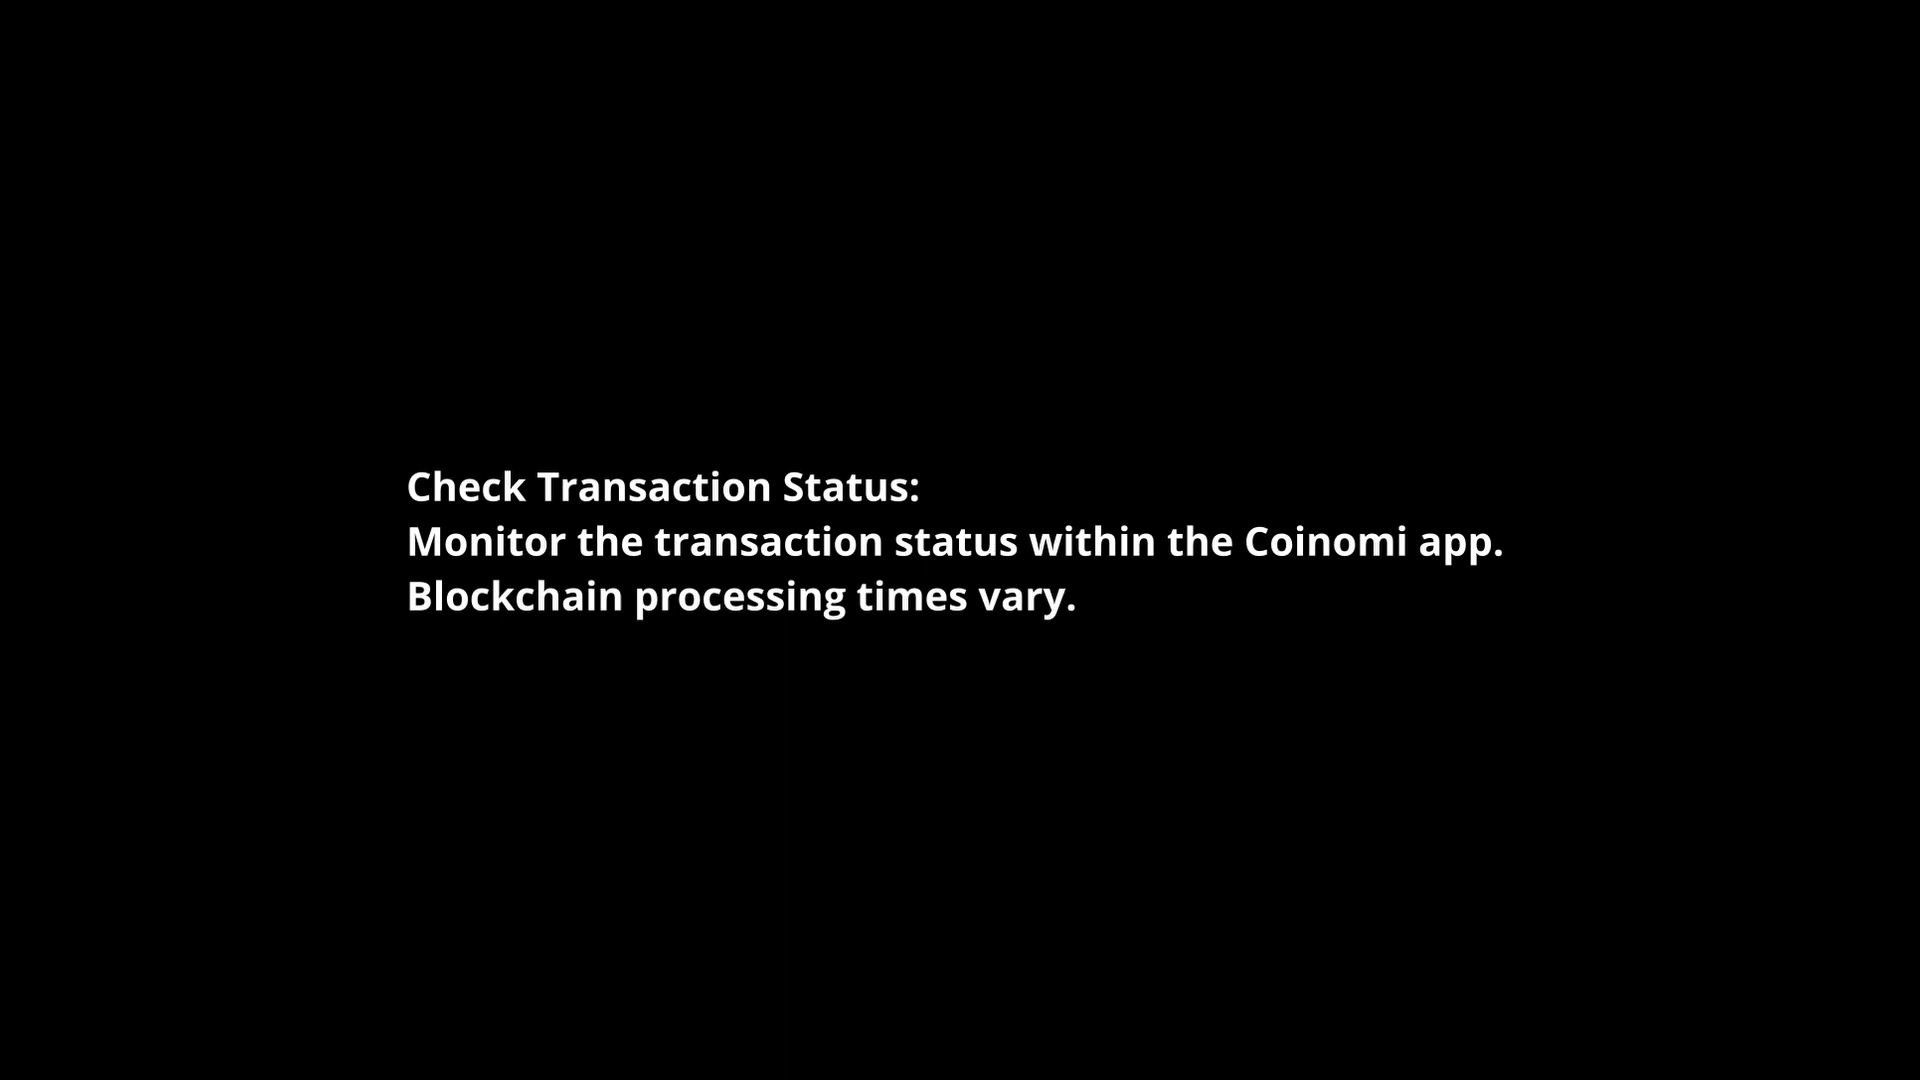 Check Transaction Status:
Monitor the transaction status within the Coinomi app.
Blockchain processing times vary.